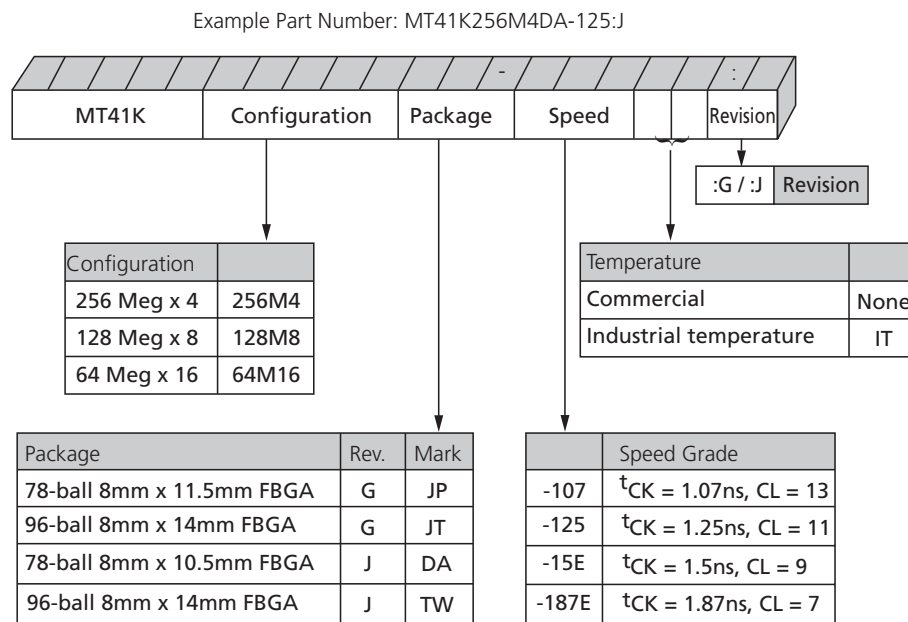 Example Part Number: MT41K256M4DA-125:J
- :
MT41K Configuration Package Speed Revision
:G / :J Revision
Configuration
256 Meg x 4 256M4
128 Meg x 8 128M8
64 Meg x 16 64M16
Temperature
Commercial None
Industrial temperature IT
Package Rev. Mark
78-ball 8mm x 11.5mm FBGA G JP
96-ball 8mm x 14mm FBGA G JT
78-ball 8mm x 10.5mm FBGA J DA
96-ball 8mm x 14mm FBGA J TW
Speed Grade
-107 tCK = 1.07ns, CL = 13
-125 tCK = 1.25ns, CL = 11
-15E tCK = 1.5ns, CL = 9
-187E tCK = 1.87ns, CL = 7